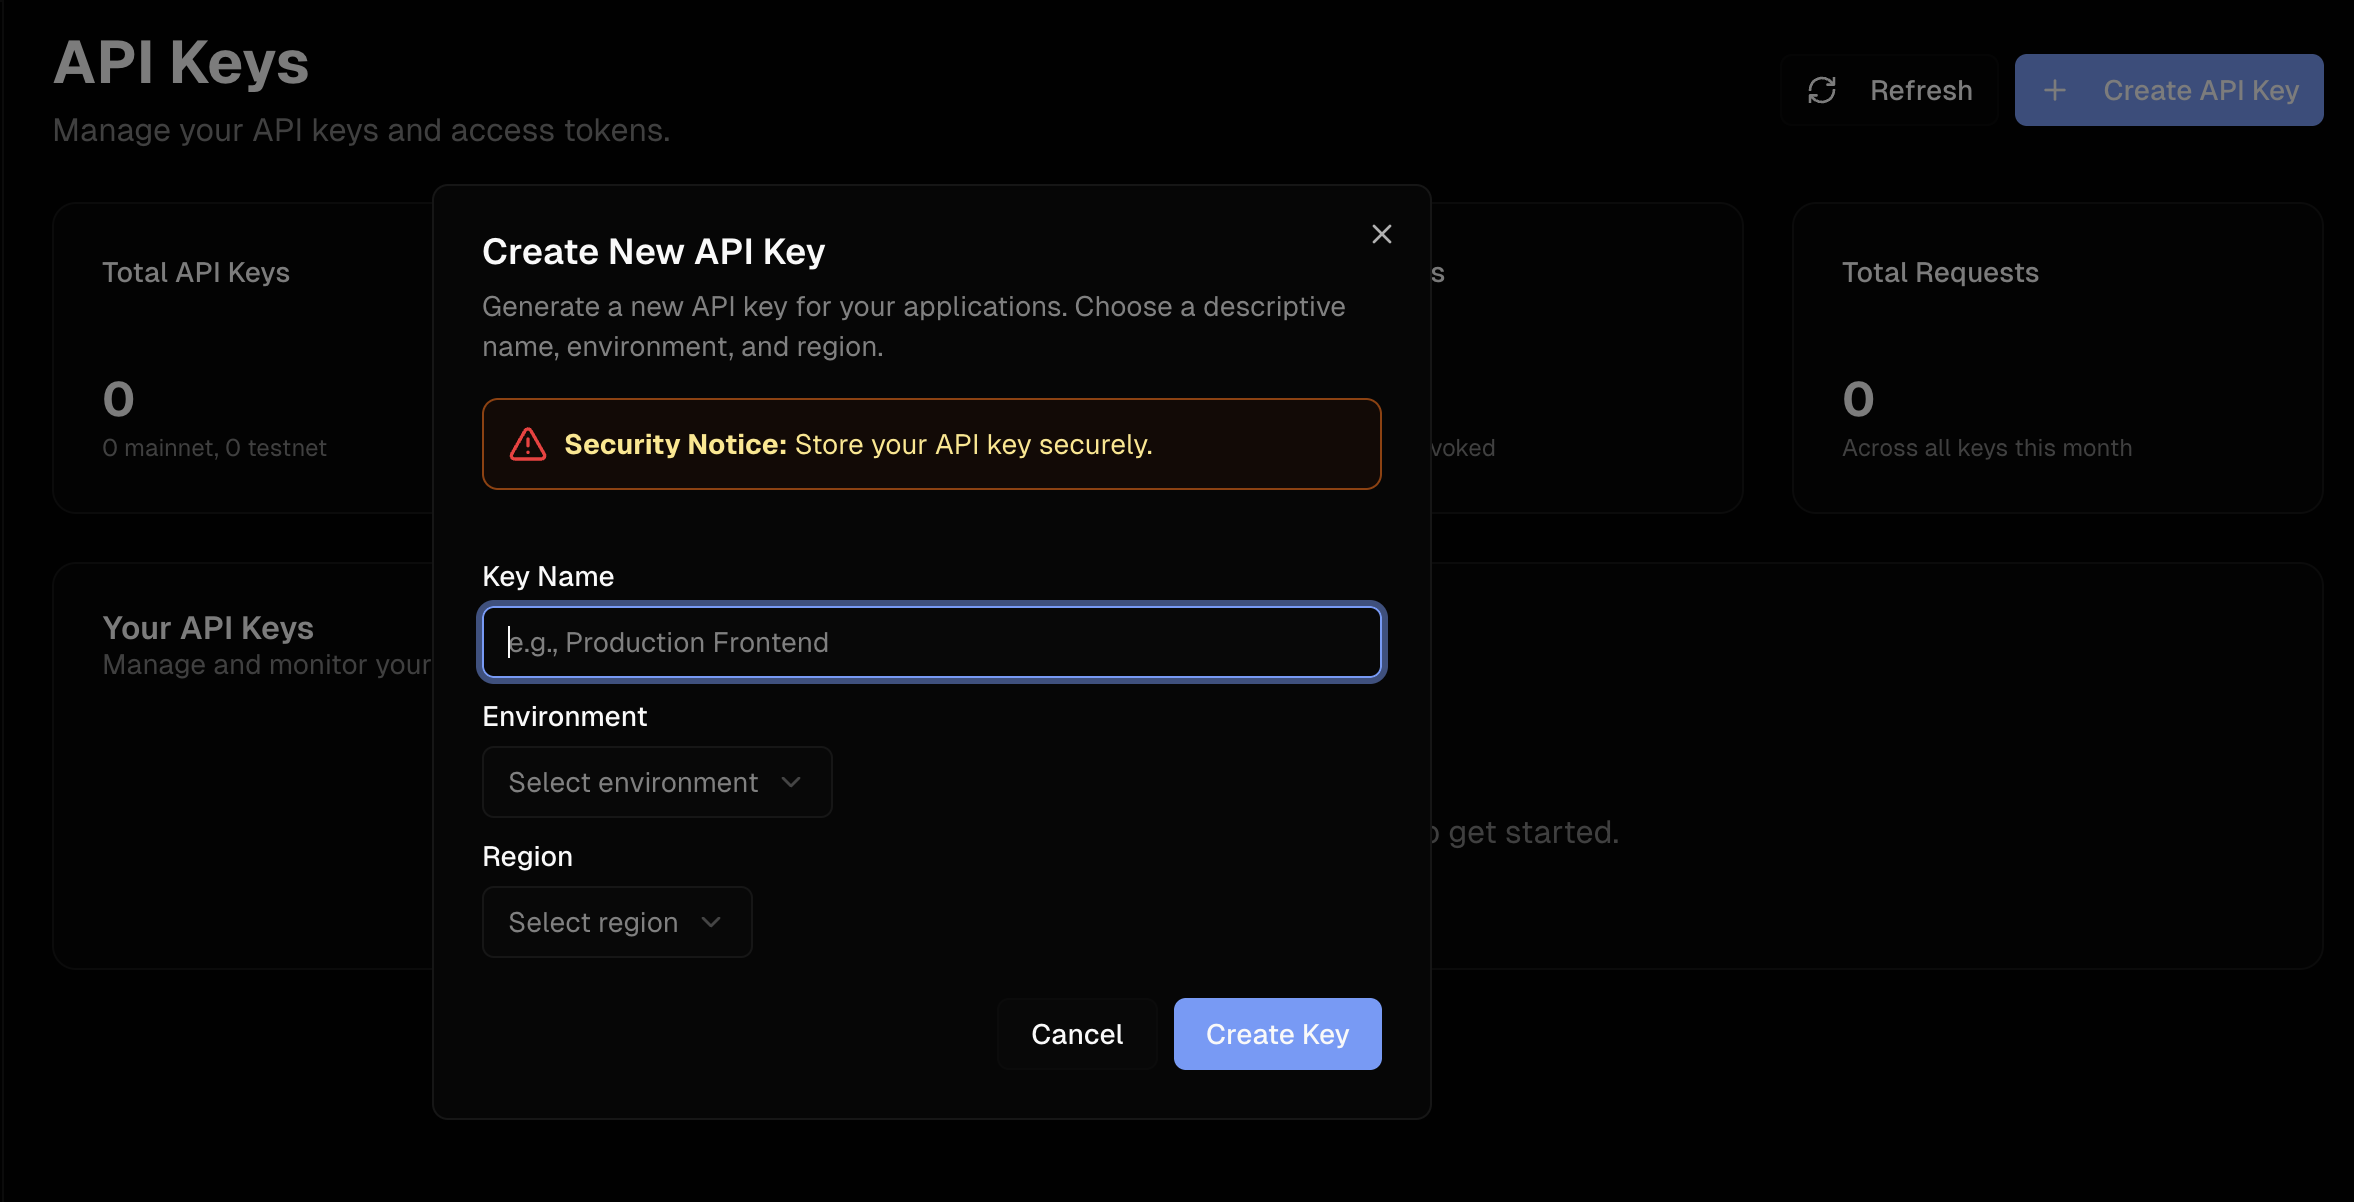 API Keys
Manage your API keys and access tokens.
Refresh
Create API Key
Total API Keys
0
0 mainnet, 0 testnet
Total Requests
0
Across all keys this month
Your API Keys
Manage and monitor your
get started.
Create New API Key
Generate a new API key for your applications. Choose a descriptive
name, environment, and region.
Security Notice: Store your API key securely.
Key Name
e.g., Production Frontend
Environment
Select environment
Region
Select region
Cancel
Create Key